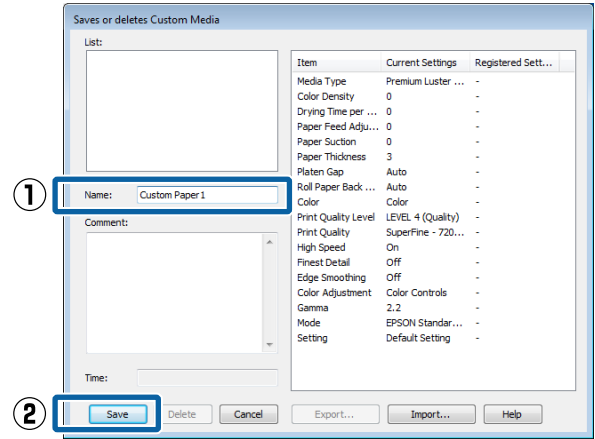 Saves or deletes Custom Media
List:
Item Current Settings Registered Sett...
Media Type Premium Luster ... -
Color Density 0 -
Drying Time per ... 0 -
Paper Feed Adju... 0 -
Paper Suction 0 -
Paper Thickness 3 -
Platen Gap Auto -
Roll Paper Back ... Auto -
Color Color -
Print Quality Level LEVEL 4 (Quality) -
Print Quality SuperFine - 720... -
High Speed On -
Finest Detail Off -
Edge Smoothing Off -
Color Adjustment Color Controls -
Gamma 2.2 -
Mode EPSON Standar... -
Setting Default Setting -
1
Name: Custom Paper1
Comment:
Time:
2
Save Delete Cancel Export... Import... Help